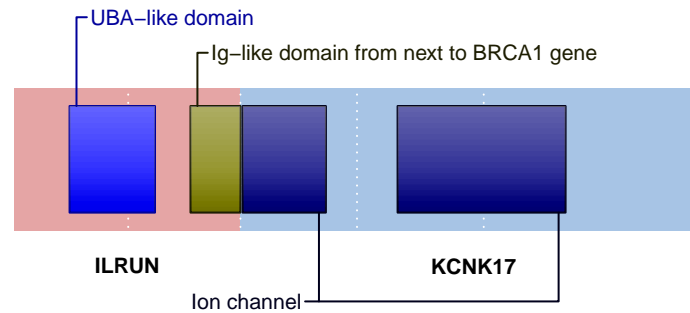 UBA−like domain
Ig−like domain from next to BRCA1 gene
ILRUN
KCNK17
Ion channel